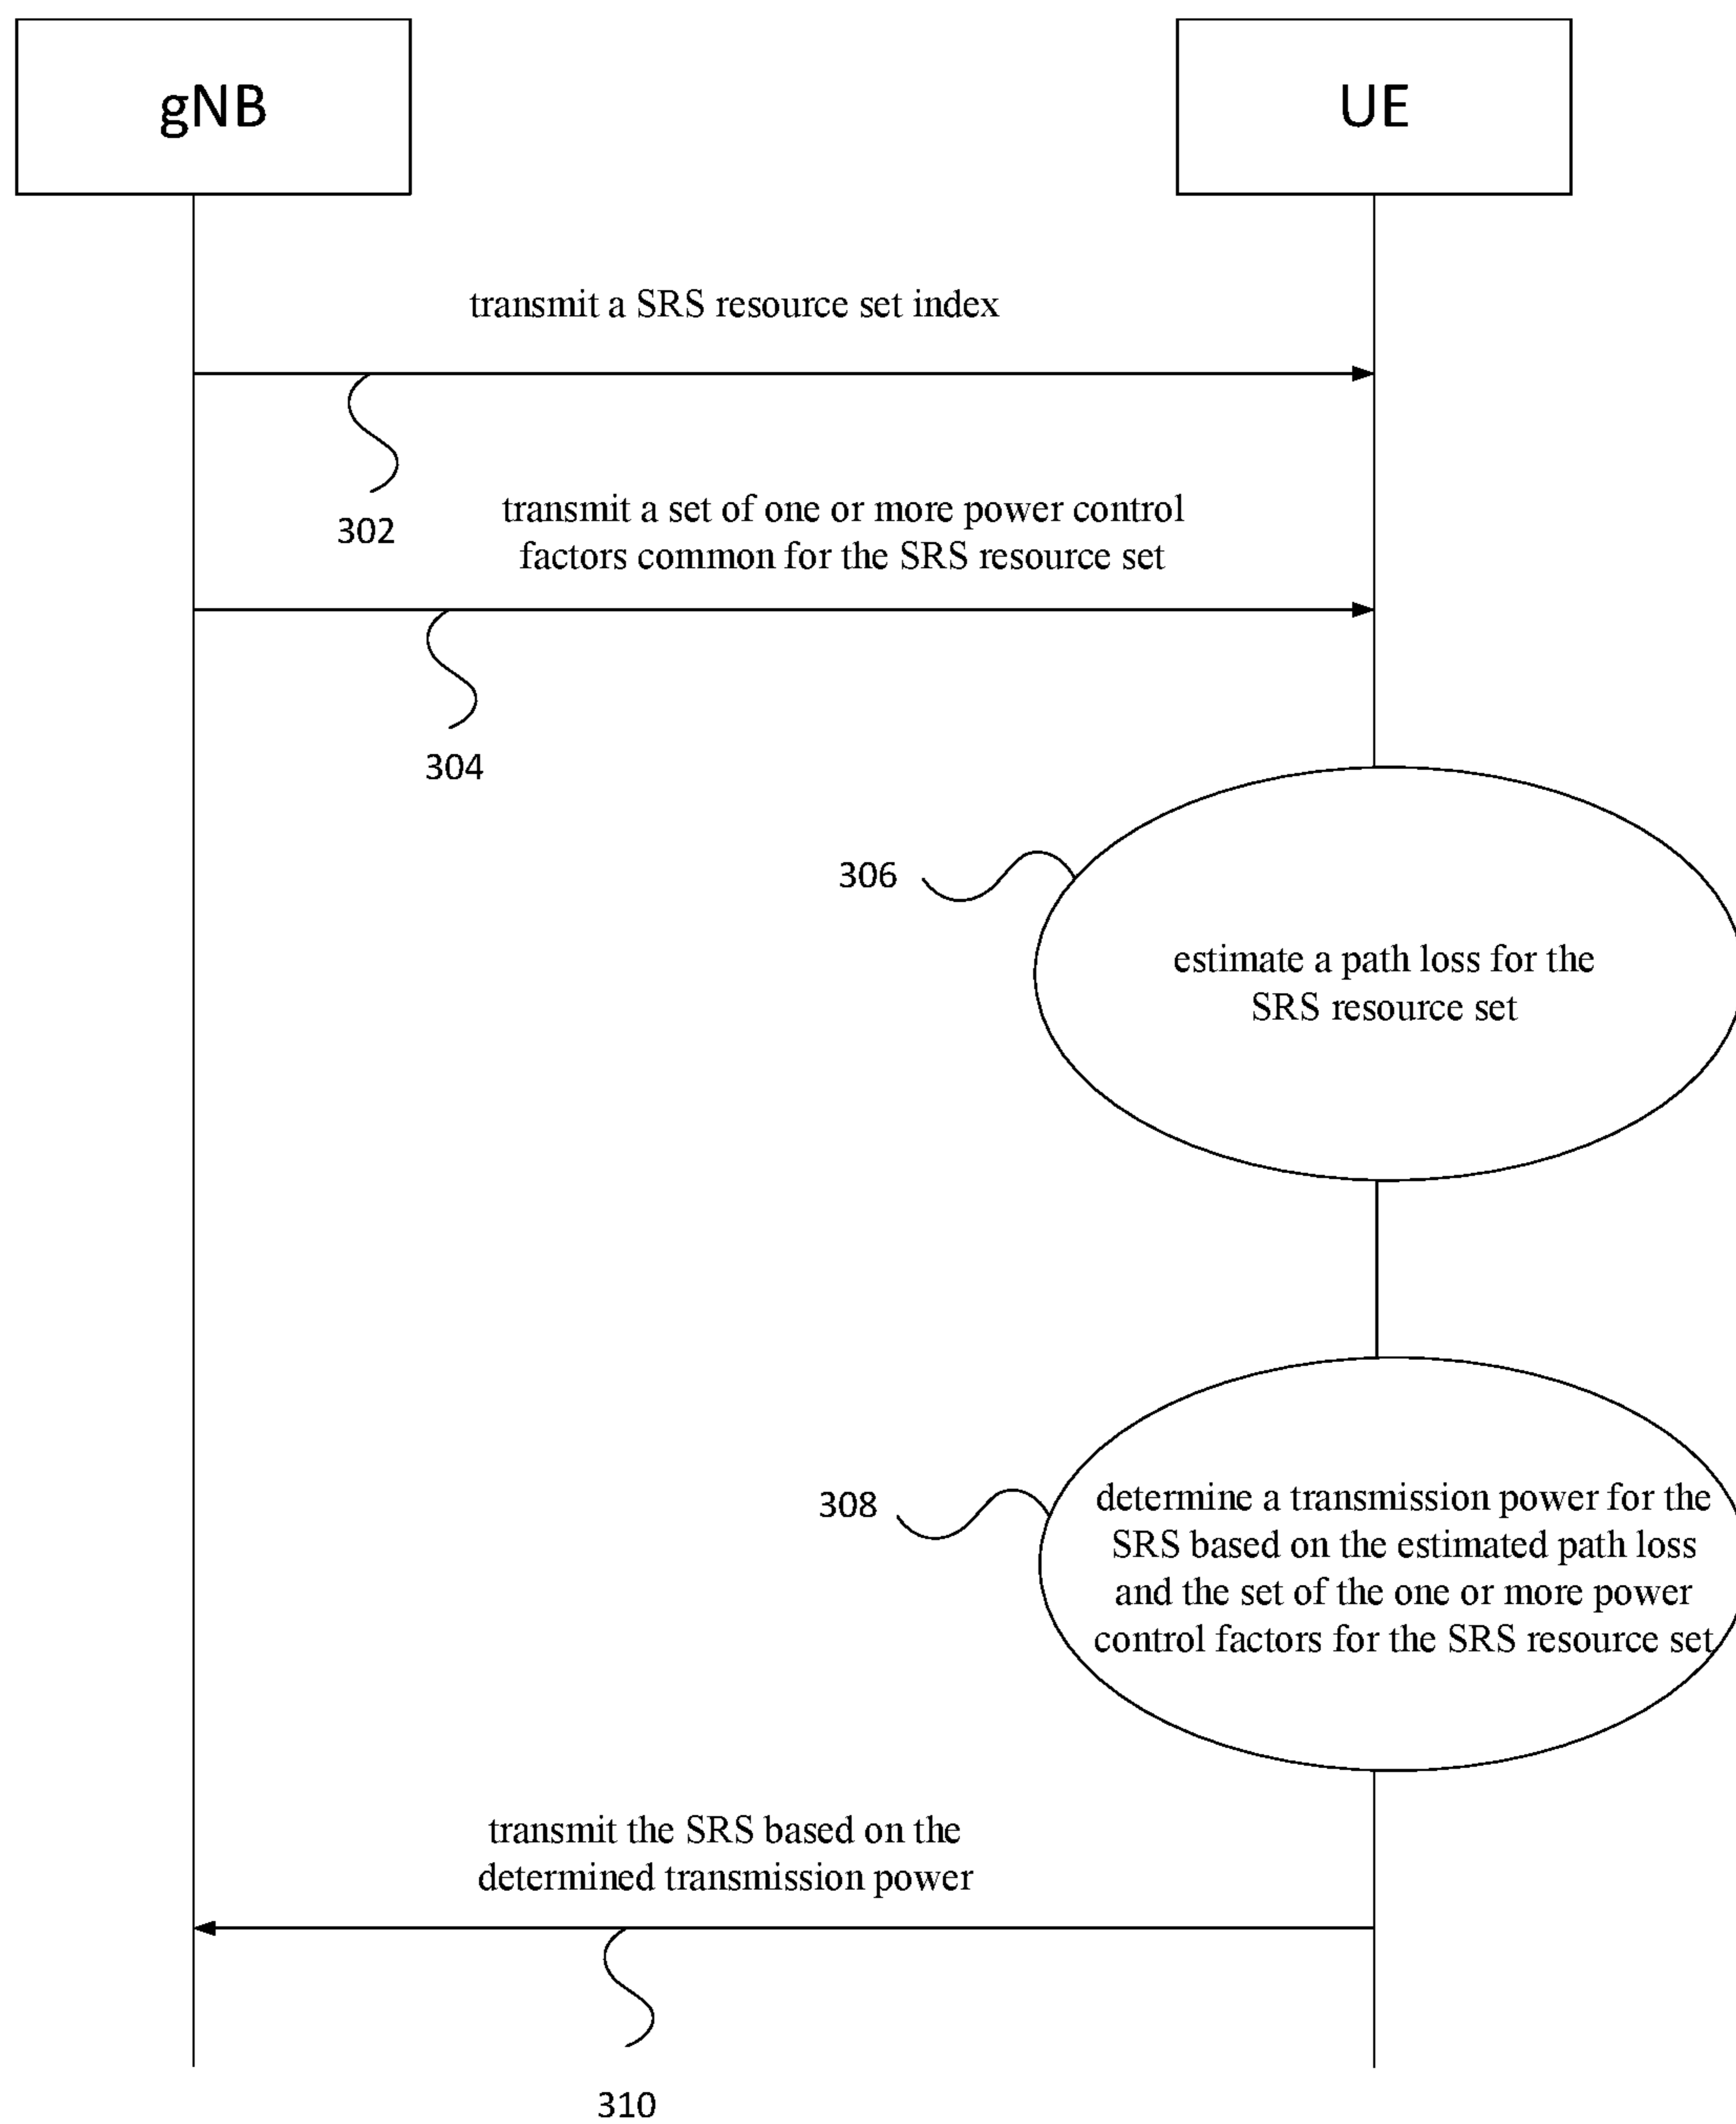 gNB
UE
transmit a SRS resource set index
302
transmit a set of one or more power control
factors common for the SRS resource set
304
306
estimate a path loss for the
SRS resource set
308
determine a transmission power for the
SRS based on the estimated path loss
and the set of the one or more power
control factors for the SRS resource set
transmit the SRS based on the
determined transmission power
310